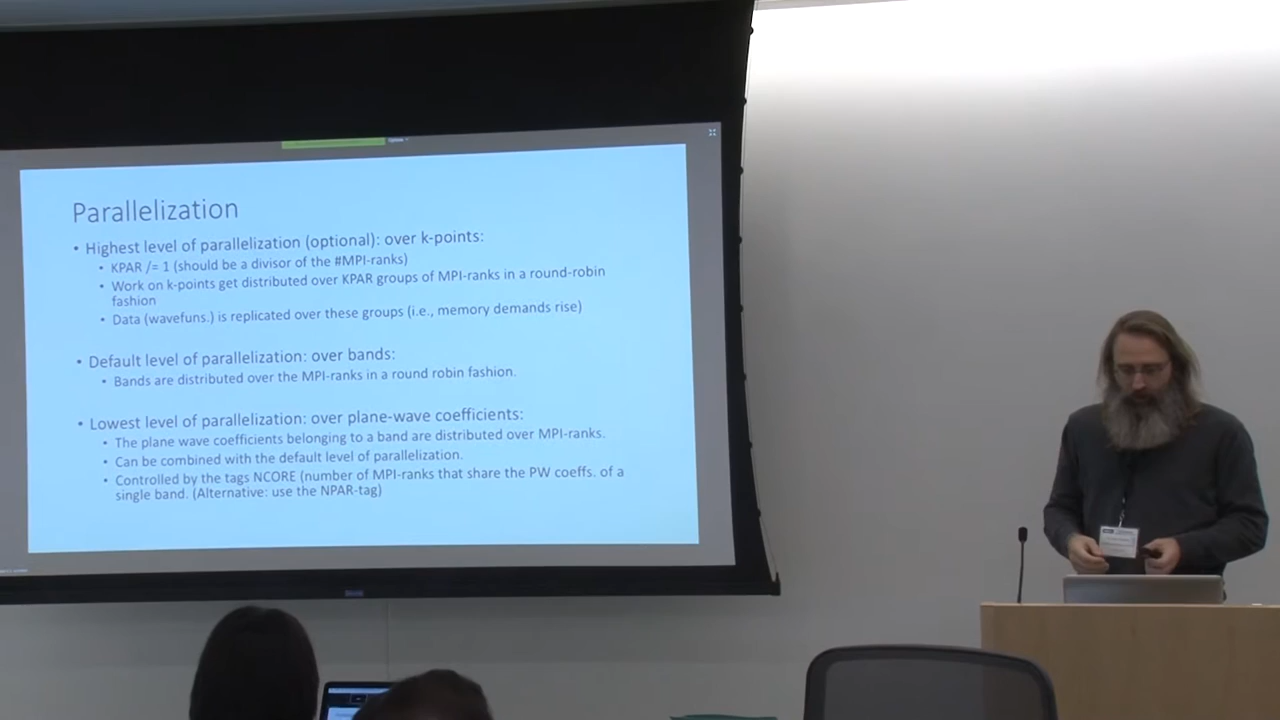 Parallelization
• Highest level of parallelization (optional): over k-points:
• KPAR /= 1 (should be a divisor of the #MPI-ranks)
• Work on k-points get distributed over KPAR groups of MPI-ranks in a round-robin
fashion
• Data (wavefuns.) is replicated over these groups (i.e., memory demands rise)
• Default level of parallelization: over bands:
• Bands are distributed over the MPI-ranks in a round robin fashion.
• Lowest level of parallelization: over plane-wave coefficients:
• The plane wave coefficients belonging to a band are distributed over MPI-ranks.
• Can be combined with the default level of parallelization.
• Controlled by the tags NCORE (number of MPI-ranks that share the PW coeffs. of a
single band. (Alternative: use the NPAR-tag)